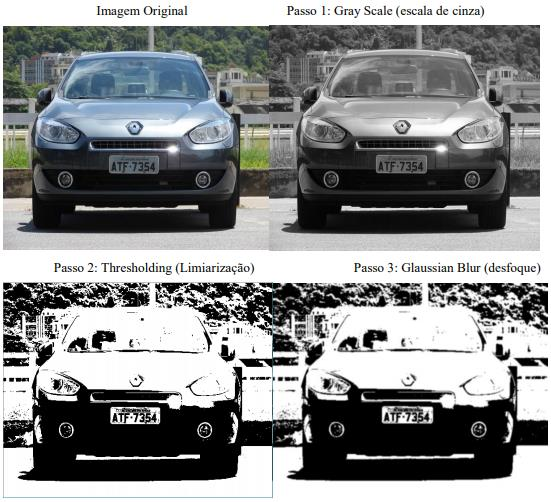 Imagem Original
Passo 1: Gray Scale (escala de cinza)
ATF·7354
ATF·7354
Passo 2: Thresholding (Limiarização)
Passo 3: Glaussian Blur (desfoque)
ATF·7354
ATF·7354